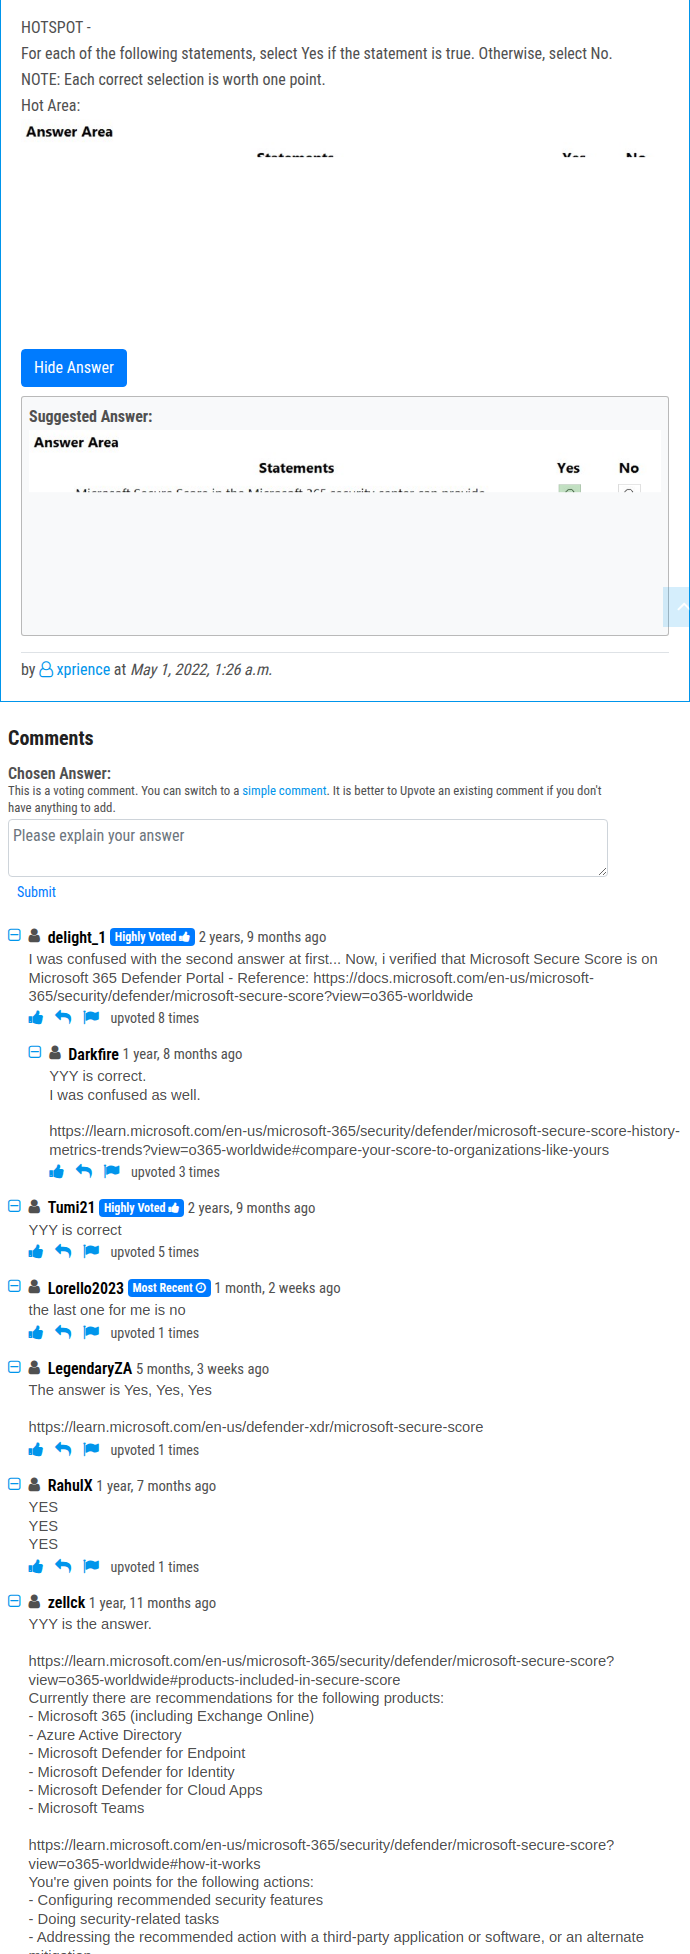 HOTSPOT -
For each of the following statements, select Yes if the statement is true. Otherwise, select No.
NOTE: Each correct selection is worth one point.
Hot Area:
Answer Area
Statements Yes No
Hide Answer
Suggested Answer:
Answer Area
Statements Yes No
Microsoft Secure Score in the Microsoft 365 security center can provide
by xprience at May 1, 2022, 1:26 a.m.
Comments
Chosen Answer:
This is a voting comment. You can switch to a simple comment. It is better to Upvote an existing comment if you don't
have anything to add.
Please explain your answer
Submit
delight_1 Highly Voted 2 years, 9 months ago
I was confused with the second answer at first... Now, i verified that Microsoft Secure Score is on
Microsoft 365 Defender Portal - Reference: https://docs.microsoft.com/en-us/microsoft-
365/security/defender/microsoft-secure-score?view=o365-worldwide
upvoted 8 times
Darkfire 1 year, 8 months ago
YYY is correct.
I was confused as well.
https://learn.microsoft.com/en-us/microsoft-365/security/defender/microsoft-secure-score-history-
metrics-trends?view=o365-worldwide#compare-your-score-to-organizations-like-yours
upvoted 3 times
Tumi21 Highly Voted 2 years, 9 months ago
YYY is correct
upvoted 5 times
Lorello2023 Most Recent 1 month, 2 weeks ago
the last one for me is no
upvoted 1 times
LegendaryZA 5 months, 3 weeks ago
The answer is Yes, Yes, Yes
https://learn.microsoft.com/en-us/defender-xdr/microsoft-secure-score
upvoted 1 times
RahulX 1 year, 7 months ago
YES
YES
YES
upvoted 1 times
zellck 1 year, 11 months ago
YYY is the answer.
https://learn.microsoft.com/en-us/microsoft-365/security/defender/microsoft-secure-score?
view=o365-worldwide#products-included-in-secure-score
Currently there are recommendations for the following products:
- Microsoft 365 (including Exchange Online)
- Azure Active Directory
- Microsoft Defender for Endpoint
- Microsoft Defender for Identity
- Microsoft Defender for Cloud Apps
- Microsoft Teams
https://learn.microsoft.com/en-us/microsoft-365/security/defender/microsoft-secure-score?
view=o365-worldwide#how-it-works
You're given points for the following actions:
- Configuring recommended security features
- Doing security-related tasks
- Addressing the recommended action with a third-party application or software, or an alternate